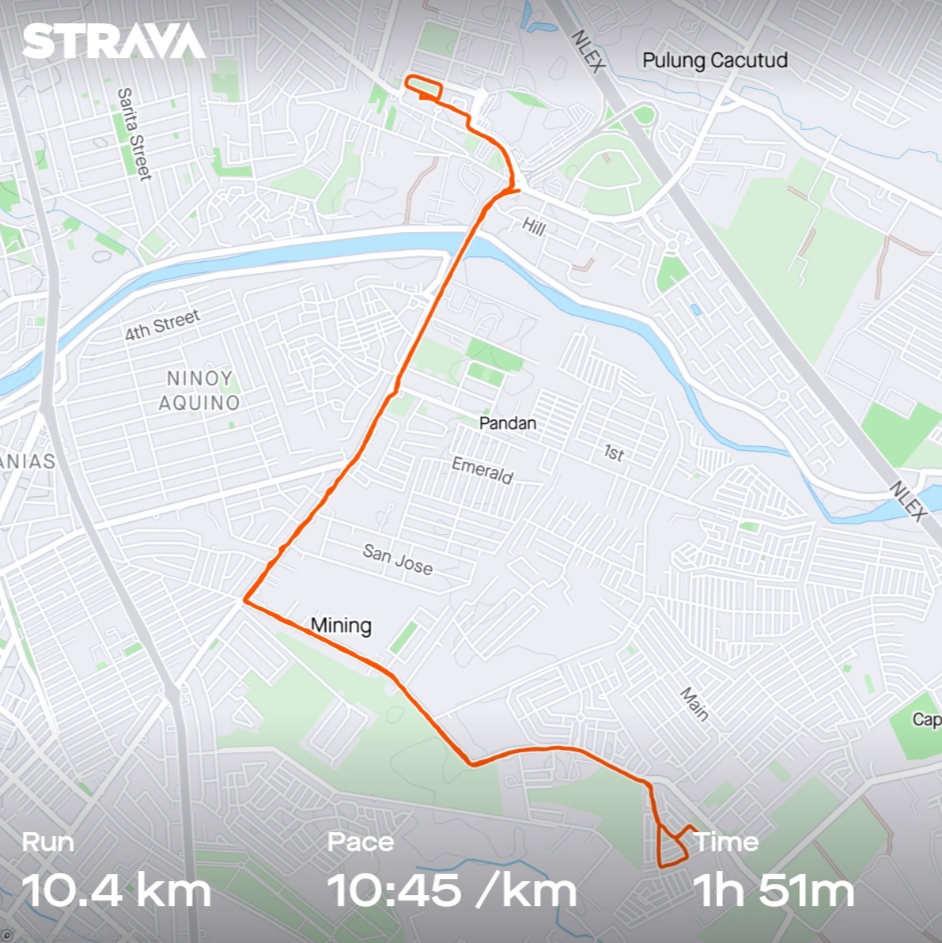 STRAVA
NLEX
Pulung Cacutud
Sarita Street
Hill
4th Street
NINOY
AQUINO
Pandan
1st
ANIAS
Emerald
NLEX
San Jose
Mining
Main
Cap
Run
Pace
Time
10.4 km
10:45 /km
1h 51m